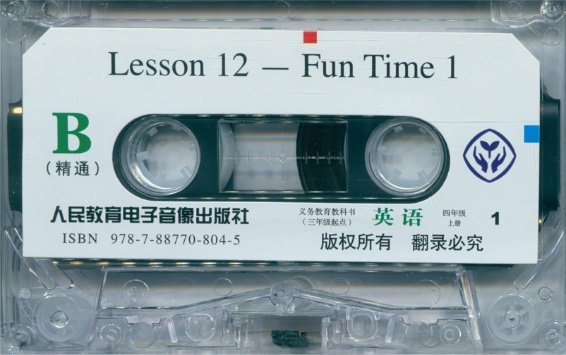 Lesson 12 — Fun Time 1
B
（精通）
人民教育电子音像出版社
ISBN 978-7-88770-804-5
义务教育教科书
（三年级起点）
英语
四年级
上册
1
版权所有 翻录必究